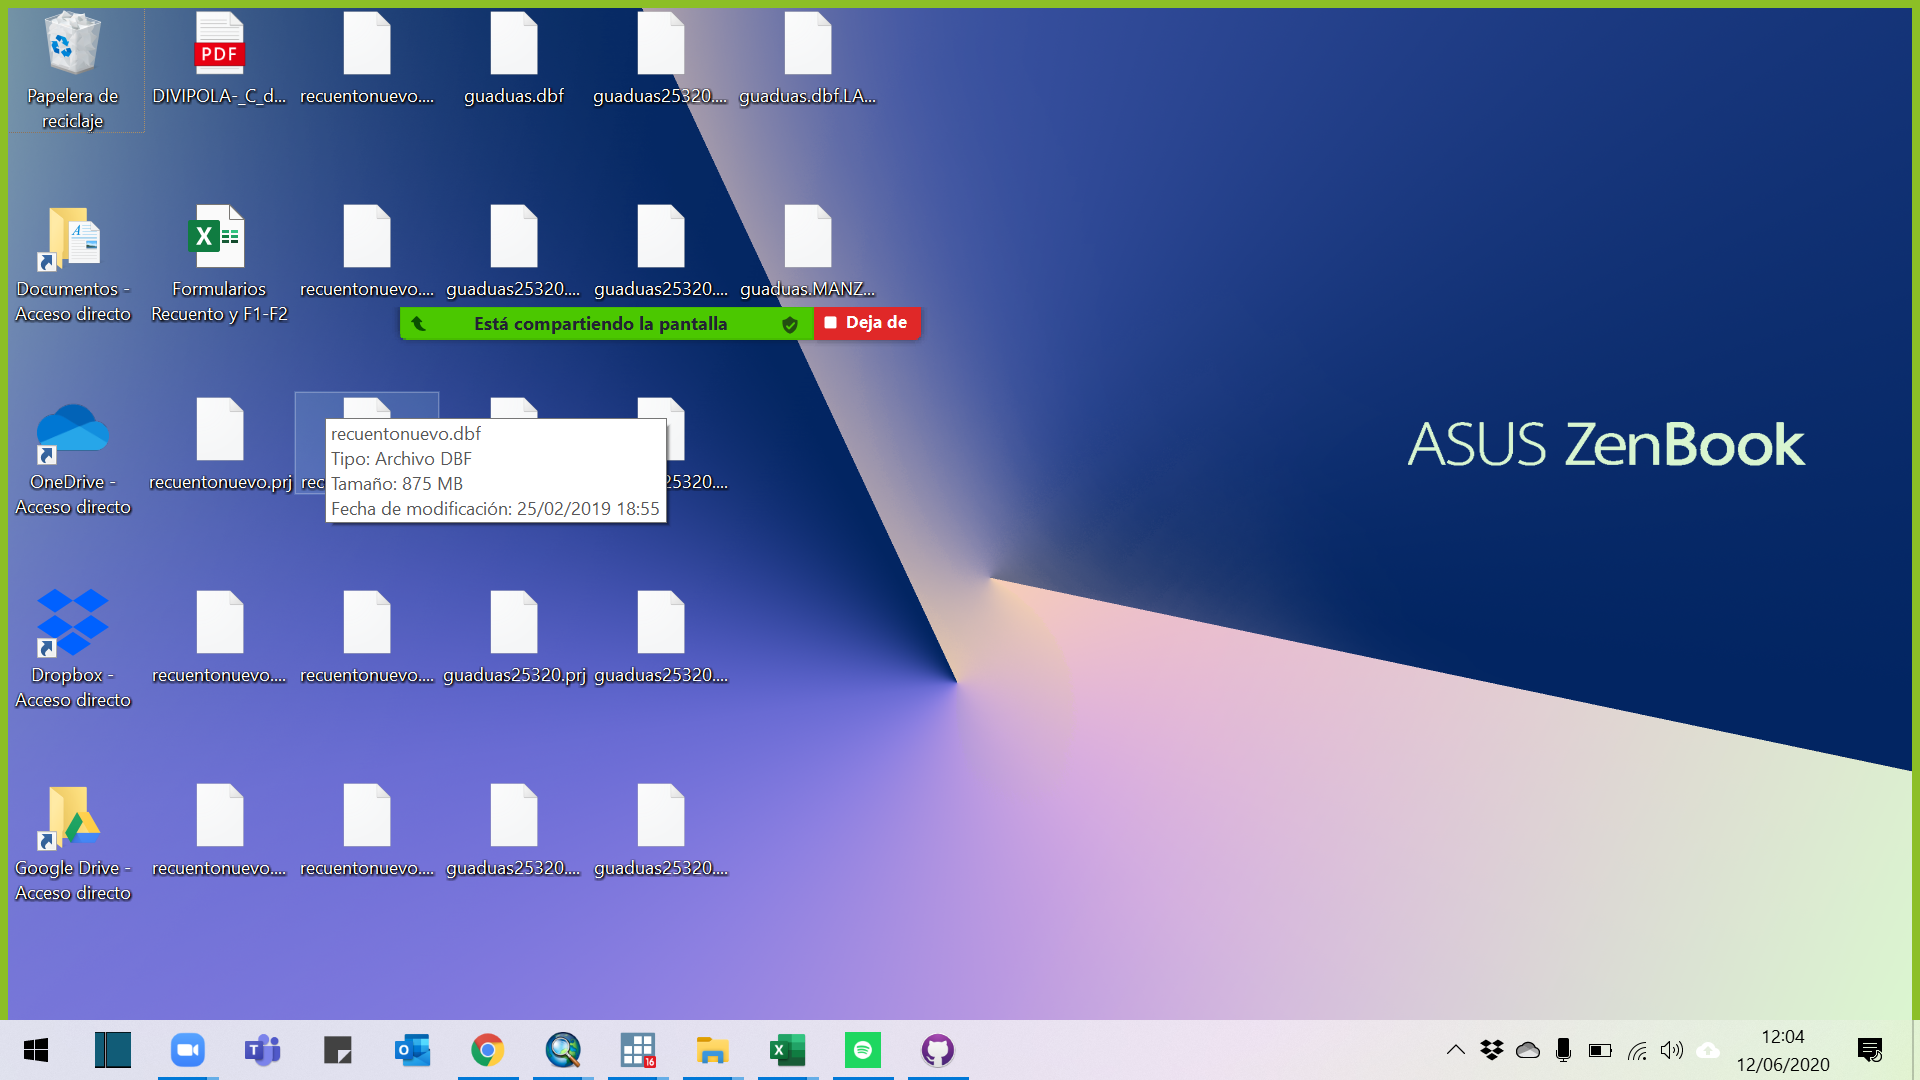 Papelera de
reciclaje
DIVIPOLA-_C_d...
recuentonuevo....
guaduas.dbf
guaduas25320....
guaduas.dbf.LA...
Documentos -
Acceso directo
Formularios
Recuento y F1-F2
recuentonuevo....
guaduas25320....
guaduas25320....
guaduas.MANZ...
Está compartiendo la pantalla
Deja de
OneDrive -
Acceso directo
recuentonuevo.prj
rec
25320....
recuentonuevo.dbf
Tipo: Archivo DBF
Tamaño: 875 MB
Fecha de modificación: 25/02/2019 18:55
ASUS ZenBook
Dropbox -
Acceso directo
recuentonuevo....
recuentonuevo....
guaduas25320.prj
guaduas25320....
Google Drive -
Acceso directo
recuentonuevo....
recuentonuevo....
guaduas25320....
guaduas25320....
PDF
12:04
12/06/2020
16